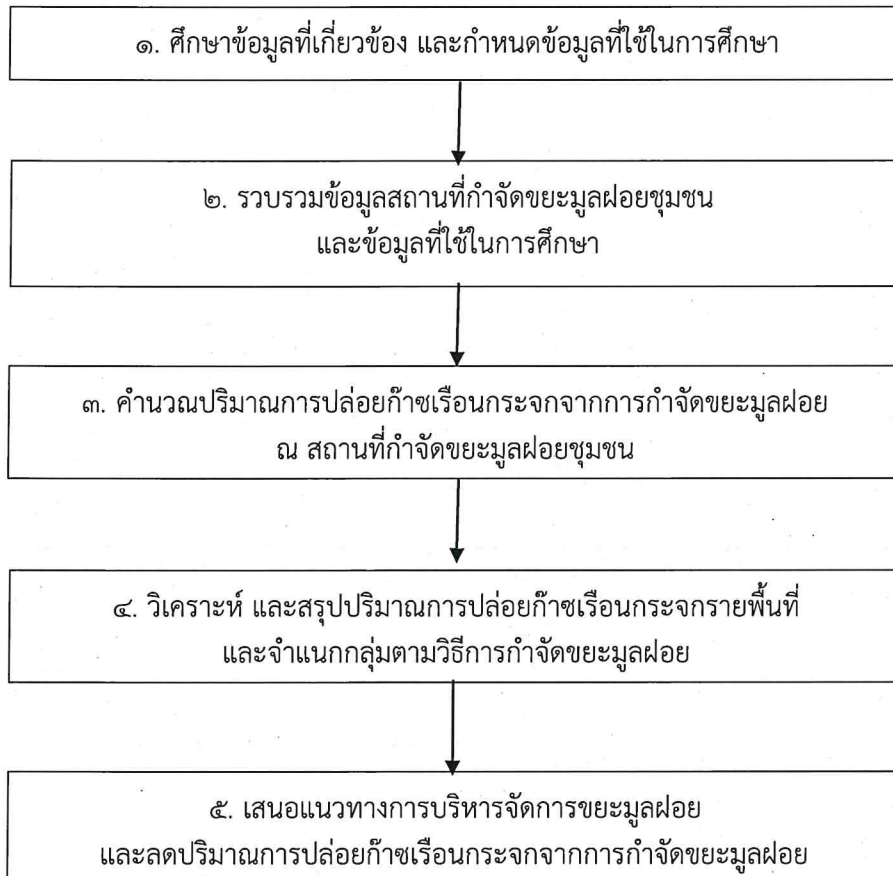 ๑. ศึกษาข้อมูลที่เกี่ยวข้อง และกำหนดข้อมูลที่ใช้ในการศึกษา
๒. รวบรวมข้อมูลสถานที่กำจัดขยะมูลฝอยชุมชน
และข้อมูลที่ใช้ในการศึกษา
๓. คำนวณปริมาณการปล่อยก๊าซเรือนกระจกจากการกำจัดขยะมูลฝอย
ณ สถานที่กำจัดขยะมูลฝอยชุมชน
๔. วิเคราะห์ และสรุปปริมาณการปล่อยก๊าซเรือนกระจกรายพื้นที่
และจำแนกกลุ่มตามวิธีการกำจัดขยะมูลฝอย
๕. เสนอแนวทางการบริหารจัดการขยะมูลฝอย
และลดปริมาณการปล่อยก๊าซเรือนกระจกจากการกำจัดขยะมูลฝอย